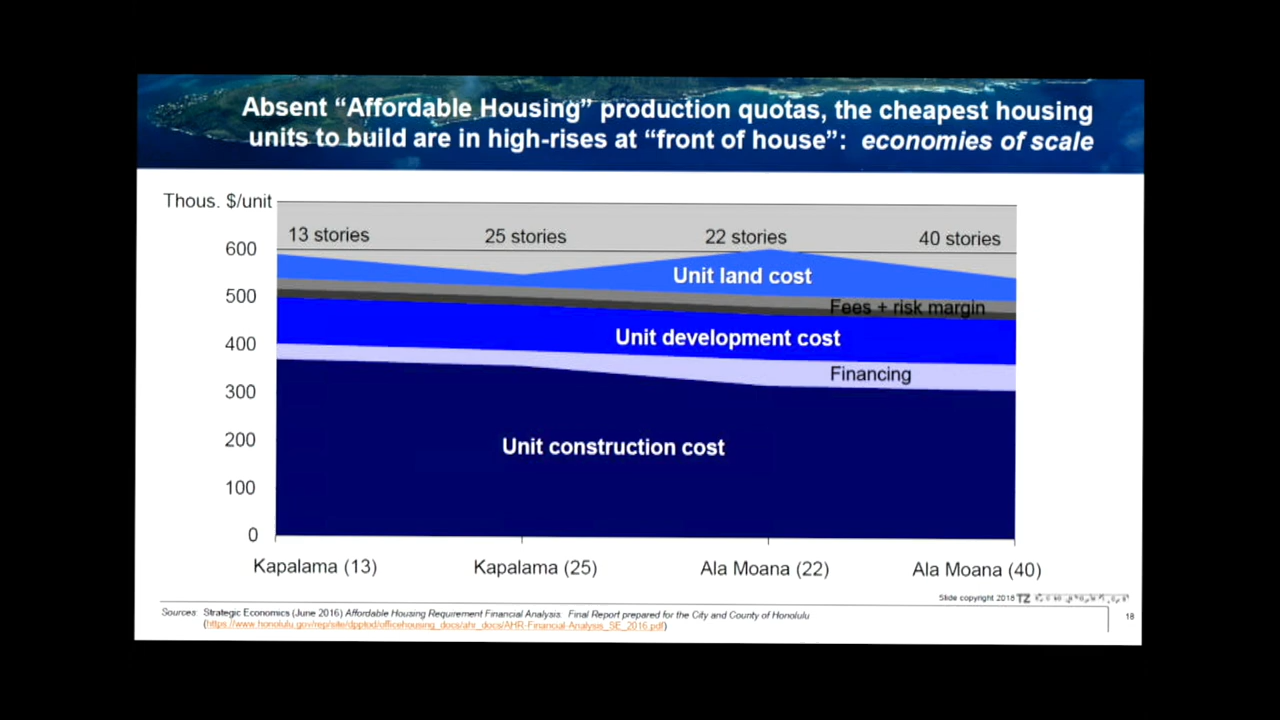 Absent “Affordable Housing” production quotas, the cheapest housing
units to build are in high-rises at “front of house”: economies of scale
Thous. $/unit
13 stories 25 stories 22 stories 40 stories
600
Unit land cost
500
Fees + risk margin
Unit development cost
400
Financing
300
Unit construction cost
200
100
0
Kapalama (13) Kapalama (25) Ala Moana (22) Ala Moana (40)
Slide copyright 2018 TZ
Sources: Strategic Economics (June 2016) Affordable Housing Requirement Financial Analysis. Final Report prepared for the City and County of Honolulu
(https://www.honolulu.gov/rep/site/dpptod/officehousing_docs/ahr_docs/AHR-Financial-Analysis_SE_2016.pdf)
18